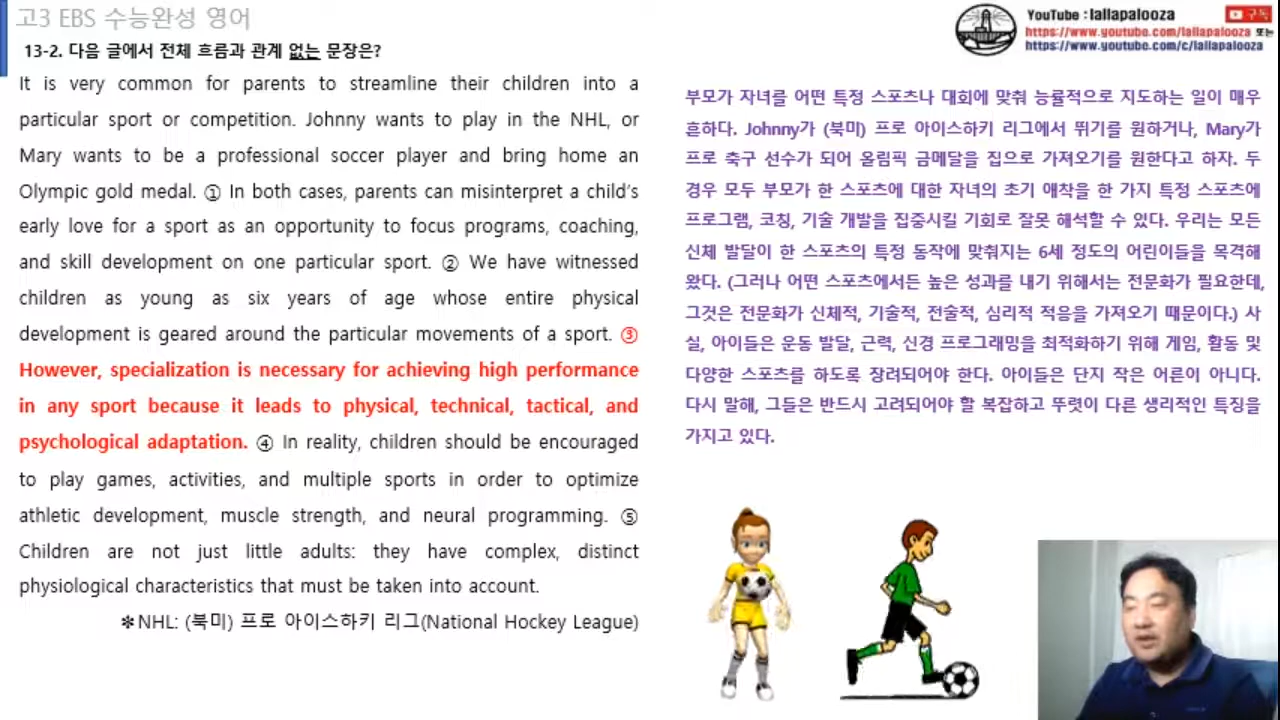 고3 EBS 수능완성 영어
YouTube : lallapalooza
구독
https://www.youtube.com/lallapalooza 또는
https://www.youtube.com/c/lallapalooza
13-2. 다음 글에서 전체 흐름과 관계 없는 문장은?
It is very common for parents to streamline their children into a
particular sport or competition. Johnny wants to play in the NHL, or
Mary wants to be a professional soccer player and bring home an
Olympic gold medal. ① In both cases, parents can misinterpret a child's
early love for a sport as an opportunity to focus programs, coaching,
and skill development on one particular sport. ② We have witnessed
children as young as six years of age whose entire physical
development is geared around the particular movements of a sport. ③
However, specialization is necessary for achieving high performance
in any sport because it leads to physical, technical, tactical, and
psychological adaptation. ④ In reality, children should be encouraged
to play games, activities, and multiple sports in order to optimize
athletic development, muscle strength, and neural programming. ⑤
Children are not just little adults: they have complex, distinct
physiological characteristics that must be taken into account.
✻NHL: (북미) 프로 아이스하키 리그(National Hockey League)
부모가 자녀를 어떤 특정 스포츠나 대회에 맞춰 능률적으로 지도하는 일이 매우
흔하다. Johnny가 (북미) 프로 아이스하키 리그에서 뛰기를 원하거나, Mary가
프로 축구 선수가 되어 올림픽 금메달을 집으로 가져오기를 원한다고 하자. 두
경우 모두 부모가 한 스포츠에 대한 자녀의 초기 애착을 한 가지 특정 스포츠에
프로그램, 코칭, 기술 개발을 집중시킬 기회로 잘못 해석할 수 있다. 우리는 모든
신체 발달이 한 스포츠의 특정 동작에 맞춰지는 6세 정도의 어린이들을 목격해
왔다. (그러나 어떤 스포츠에서든 높은 성과를 내기 위해서는 전문화가 필요한데,
그것은 전문화가 신체적, 기술적, 전술적, 심리적 적응을 가져오기 때문이다.) 사
실, 아이들은 운동 발달, 근력, 신경 프로그래밍을 최적화하기 위해 게임, 활동 및
다양한 스포츠를 하도록 장려되어야 한다. 아이들은 단지 작은 어른이 아니다.
다시 말해, 그들은 반드시 고려되어야 할 복잡하고 뚜렷이 다른 생리적인 특징을
가지고 있다.